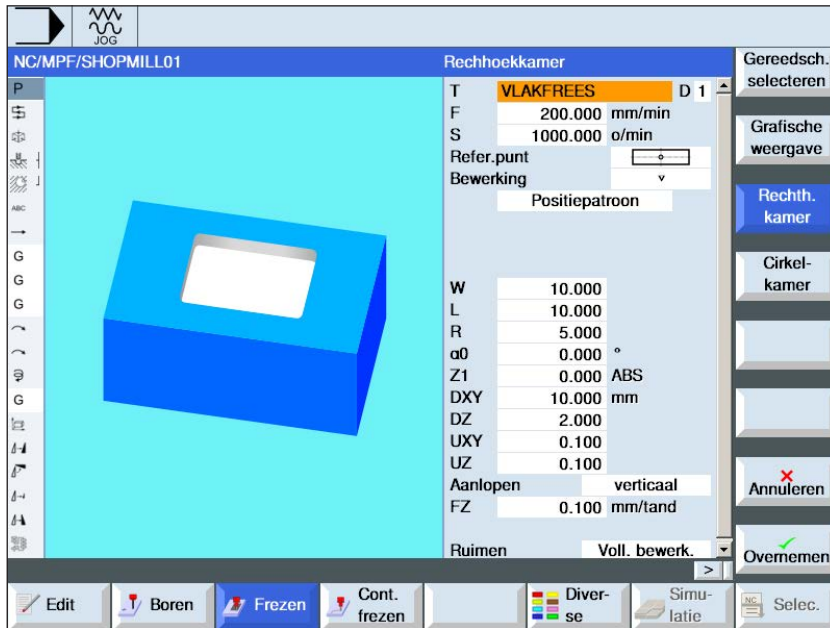 JOG
NC/MPF/SHOPMILL01
Rechhoekkamer
P
ABC
G
G
G
G
T VLAKFREES D 1
F 200.000 mm/min
S 1000.000 o/min
Refer.punt
Bewerking ▿
Positiepatroon
W 10.000
L 10.000
R 5.000
α0 0.000 °
Z1 0.000 ABS
DXY 10.000 mm
DZ 2.000
UXY 0.100
UZ 0.100
Aanlopen verticaal
FZ 0.100 mm/tand
Ruimen Voll. bewerk.
>
Gereedsch.
selecteren
Grafische
weergave
Rechth.
kamer
Cirkel-
kamer
Annuleren
Overnemen
Edit
Boren
Frezen
Cont.
frezen
Diver-
se
Simu-
latie
NC
Selec.